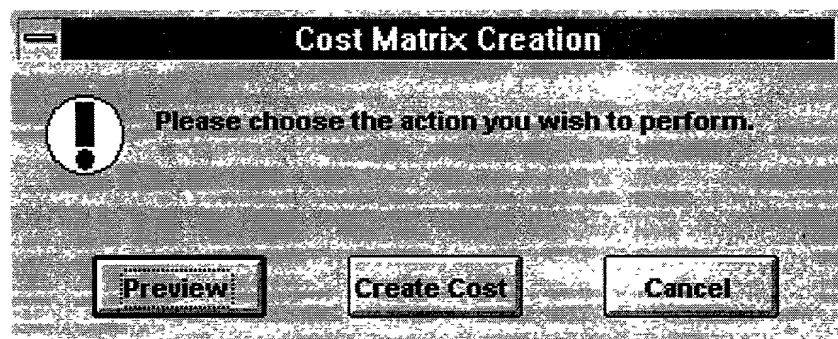 Cost Matrix Creation
Please choose the action you wish to perform.
Preview Create Cost Cancel